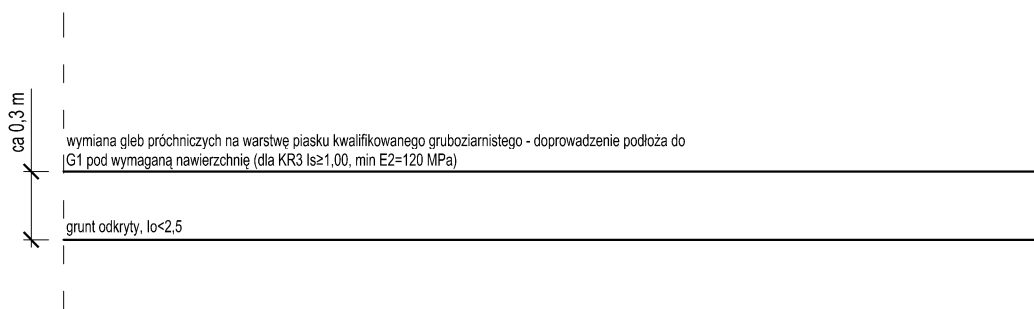 ca 0,3 m
wymiana gleb próchniczych na warstwę piasku kwalifikowanego gruboziarnistego - doprowadzenie podłoża do
G1 pod wymaganą nawierzchnię (dla KR3 Is≥1,00, min E2=120 MPa)
grunt odkryty, Io<2,5